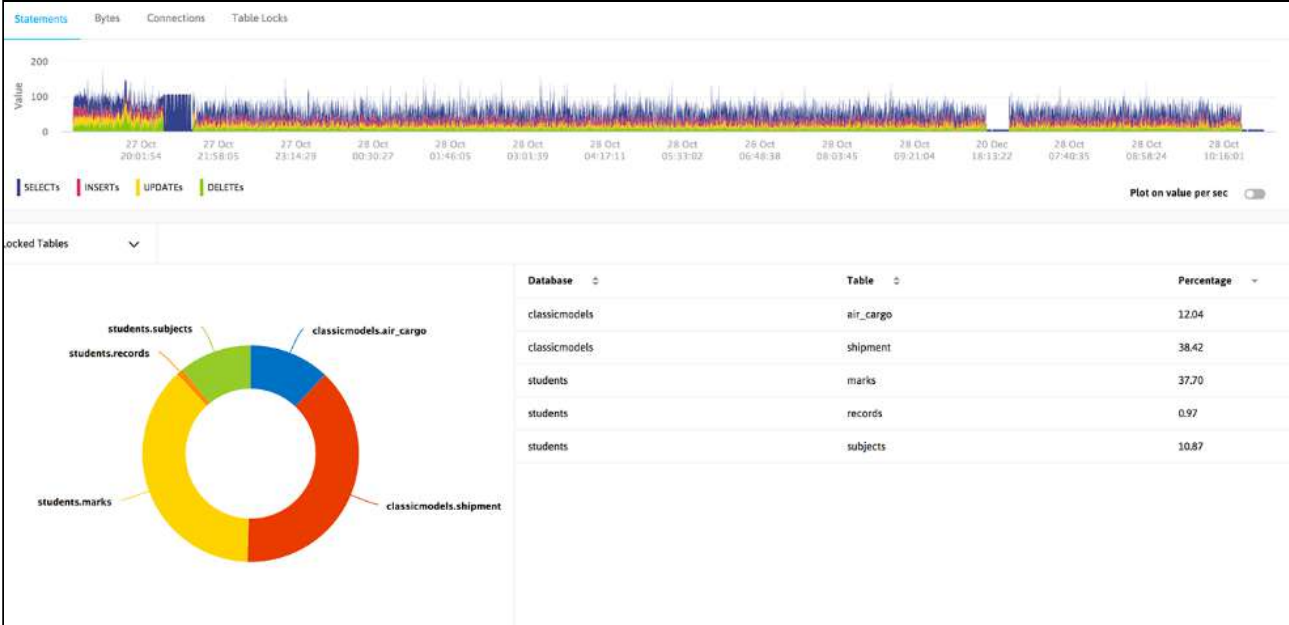 Statements Bytes Connections Table Locks
200
100
0
Value
27 Oct 27 Oct 27 Oct 28 Oct 28 Oct 28 Oct 28 Oct 28 Oct 28 Oct 28 Oct 28 Oct 20 Dec 28 Oct 28 Oct 28 Oct
20:01:54 21:58:05 23:14:29 00:30:27 01:46:05 03:01:39 04:17:11 05:33:02 06:48:38 08:03:45 09:21:04 18:13:22 07:40:35 08:58:24 10:16:01
SELECTs INSERTs UPDATEs DELETEs
Plot on value per sec
ocked Tables
Database Table Percentage
classicmodels air_cargo 12.04
classicmodels shipment 38.42
students marks 37.70
students records 0.97
students subjects 10.87
students.subjects
classicmodels.air_cargo
students.records
students.marks
classicmodels.shipment